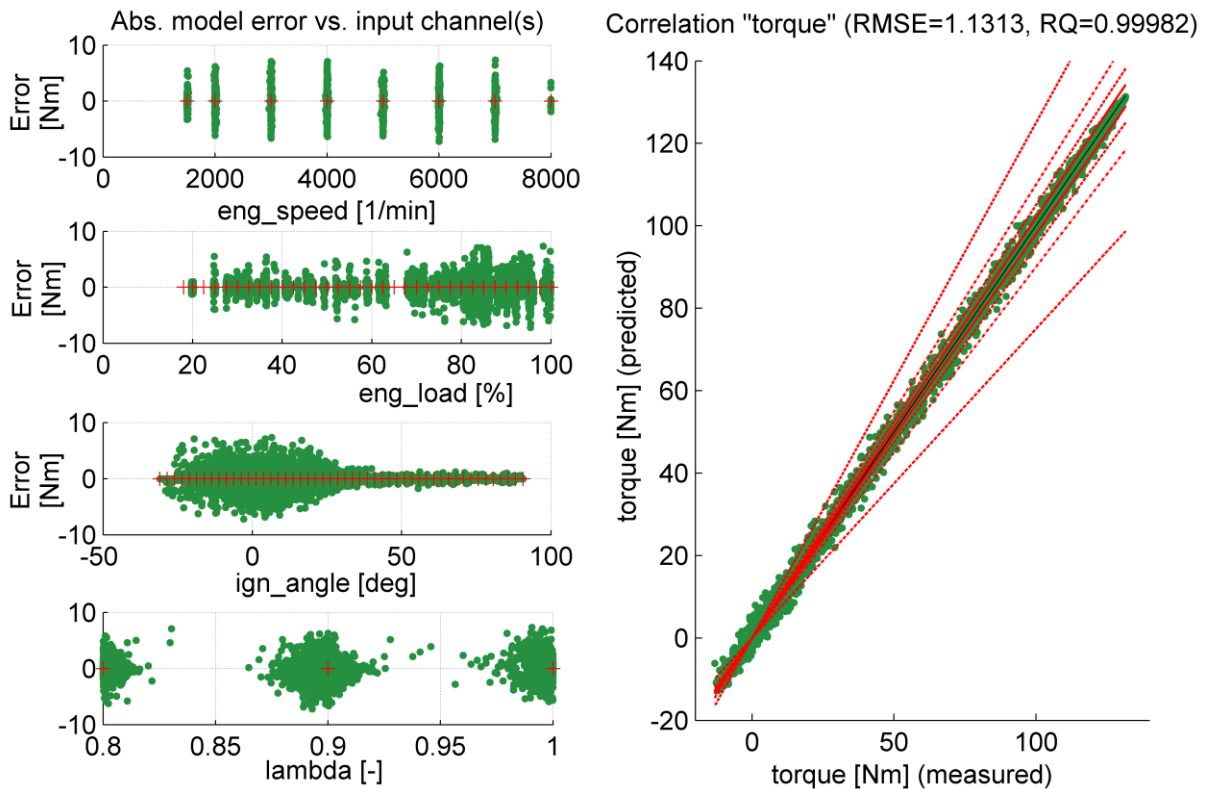 Abs. model error vs. input channel(s)
10
0
-10
Error
[Nm]
0 2000 4000 6000 8000
eng_speed [1/min]
10
0
-10
Error
[Nm]
0 20 40 60 80 100
eng_load [%]
10
0
-10
Error
[Nm]
-50 0 50 100
ign_angle [deg]
10
0
-10
0.8 0.85 0.9 0.95 1
lambda [-]
Correlation "torque" (RMSE=1.1313, RQ=0.99982)
140
120
100
80
60
40
20
0
-20
torque [Nm] (predicted)
0 50 100
torque [Nm] (measured)